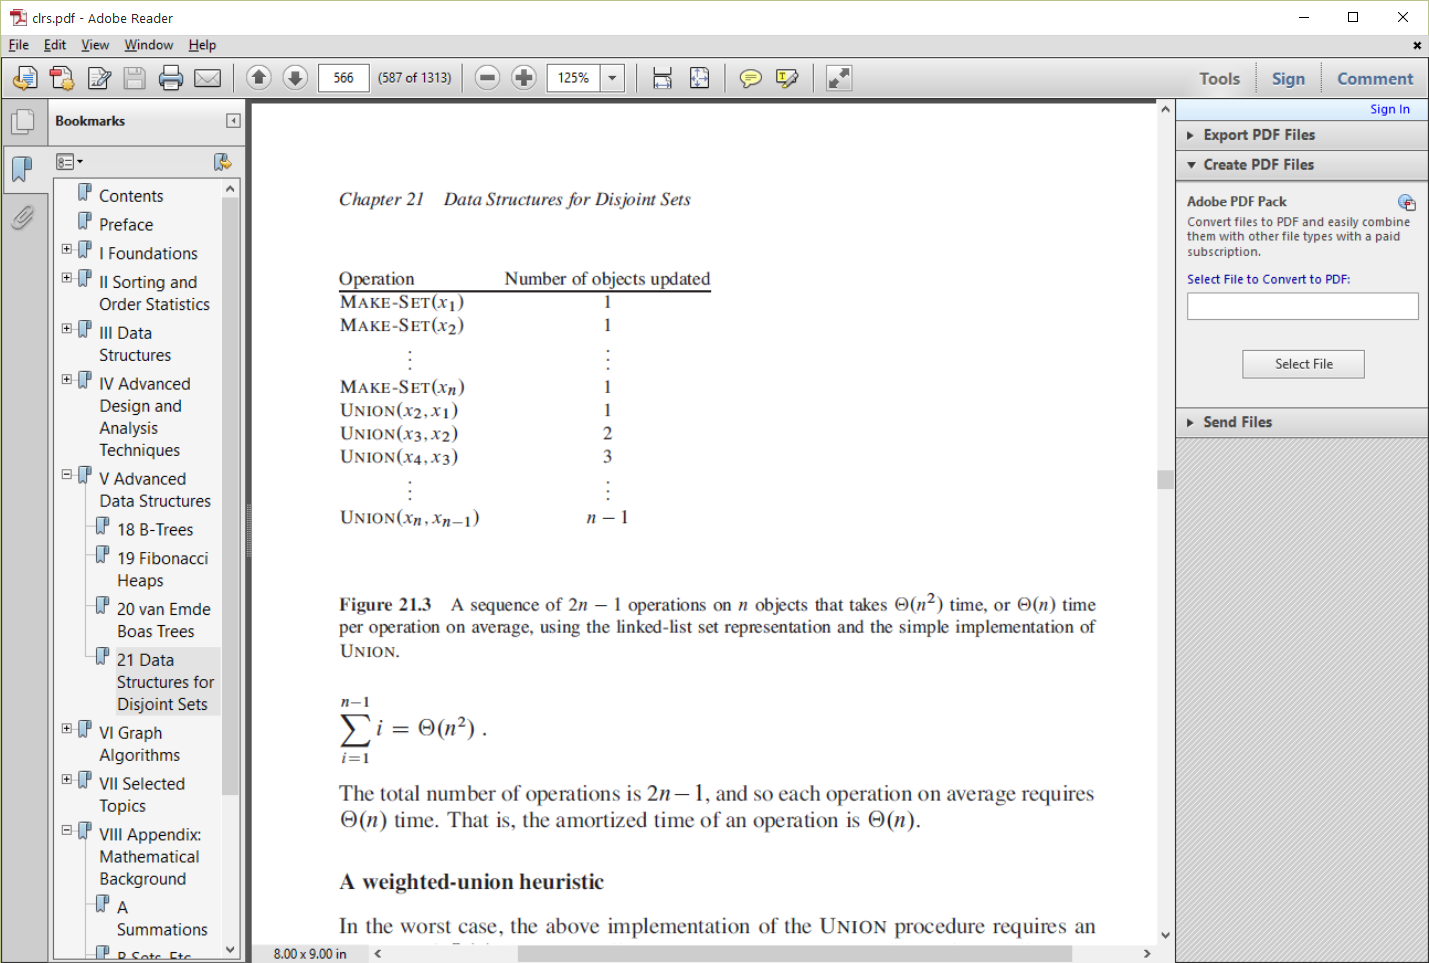 clrs.pdf - Adobe Reader
File Edit View Window Help
566 (587 of 1313) 125% Tools Sign Comment
Sign In
Bookmarks
Contents
Preface
I Foundations
II Sorting and
Order Statistics
III Data
Structures
IV Advanced
Design and
Analysis
Techniques
V Advanced
Data Structures
18 B-Trees
19 Fibonacci
Heaps
20 van Emde
Boas Trees
21 Data
Structures for
Disjoint Sets
VI Graph
Algorithms
VII Selected
Topics
VIII Appendix:
Mathematical
Background
A
Summations
B Sets, Etc.
Chapter 21 Data Structures for Disjoint Sets
Operation Number of objects updated
MAKE-SET(x₁) 1
MAKE-SET(x₂) 1
⋮ ⋮
MAKE-SET(xₙ) 1
UNION(x₂, x₁) 1
UNION(x₃, x₂) 2
UNION(x₄, x₃) 3
⋮ ⋮
UNION(xₙ, xₙ₋₁) n − 1
Figure 21.3 A sequence of 2n − 1 operations on n objects that takes Θ(n²) time, or Θ(n) time
per operation on average, using the linked-list set representation and the simple implementation of
UNION.
n−1
∑ i = Θ(n²) .
i=1
The total number of operations is 2n−1, and so each operation on average requires
Θ(n) time. That is, the amortized time of an operation is Θ(n).
A weighted-union heuristic
In the worst case, the above implementation of the UNION procedure requires an
8.00 x 9.00 in
Export PDF Files
Create PDF Files
Adobe PDF Pack
Convert files to PDF and easily combine
them with other file types with a paid
subscription.
Select File to Convert to PDF:
Select File
Send Files